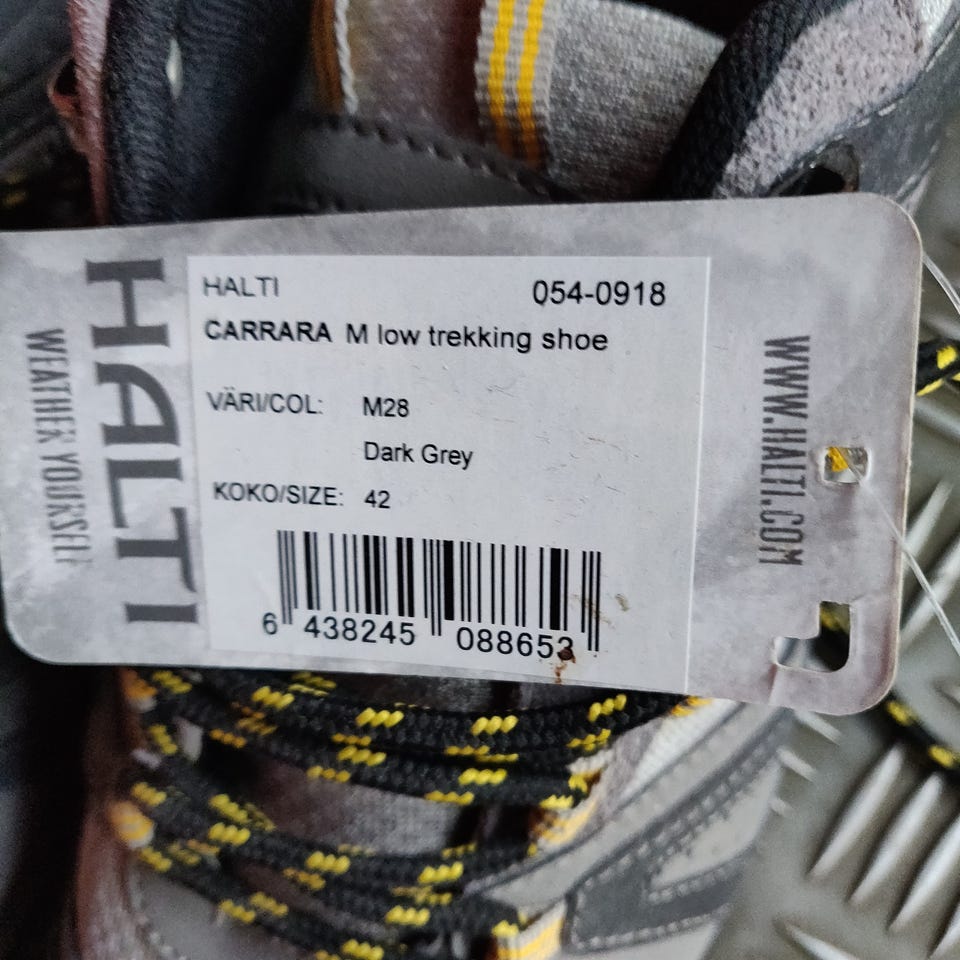 HALTI
WEATHER YOURSELF
HALTI 054-0918
CARRARA M low trekking shoe
VÄRI/COL: M28
Dark Grey
KOKO/SIZE: 42
6 438245 088653
WWW.HALTI.COM